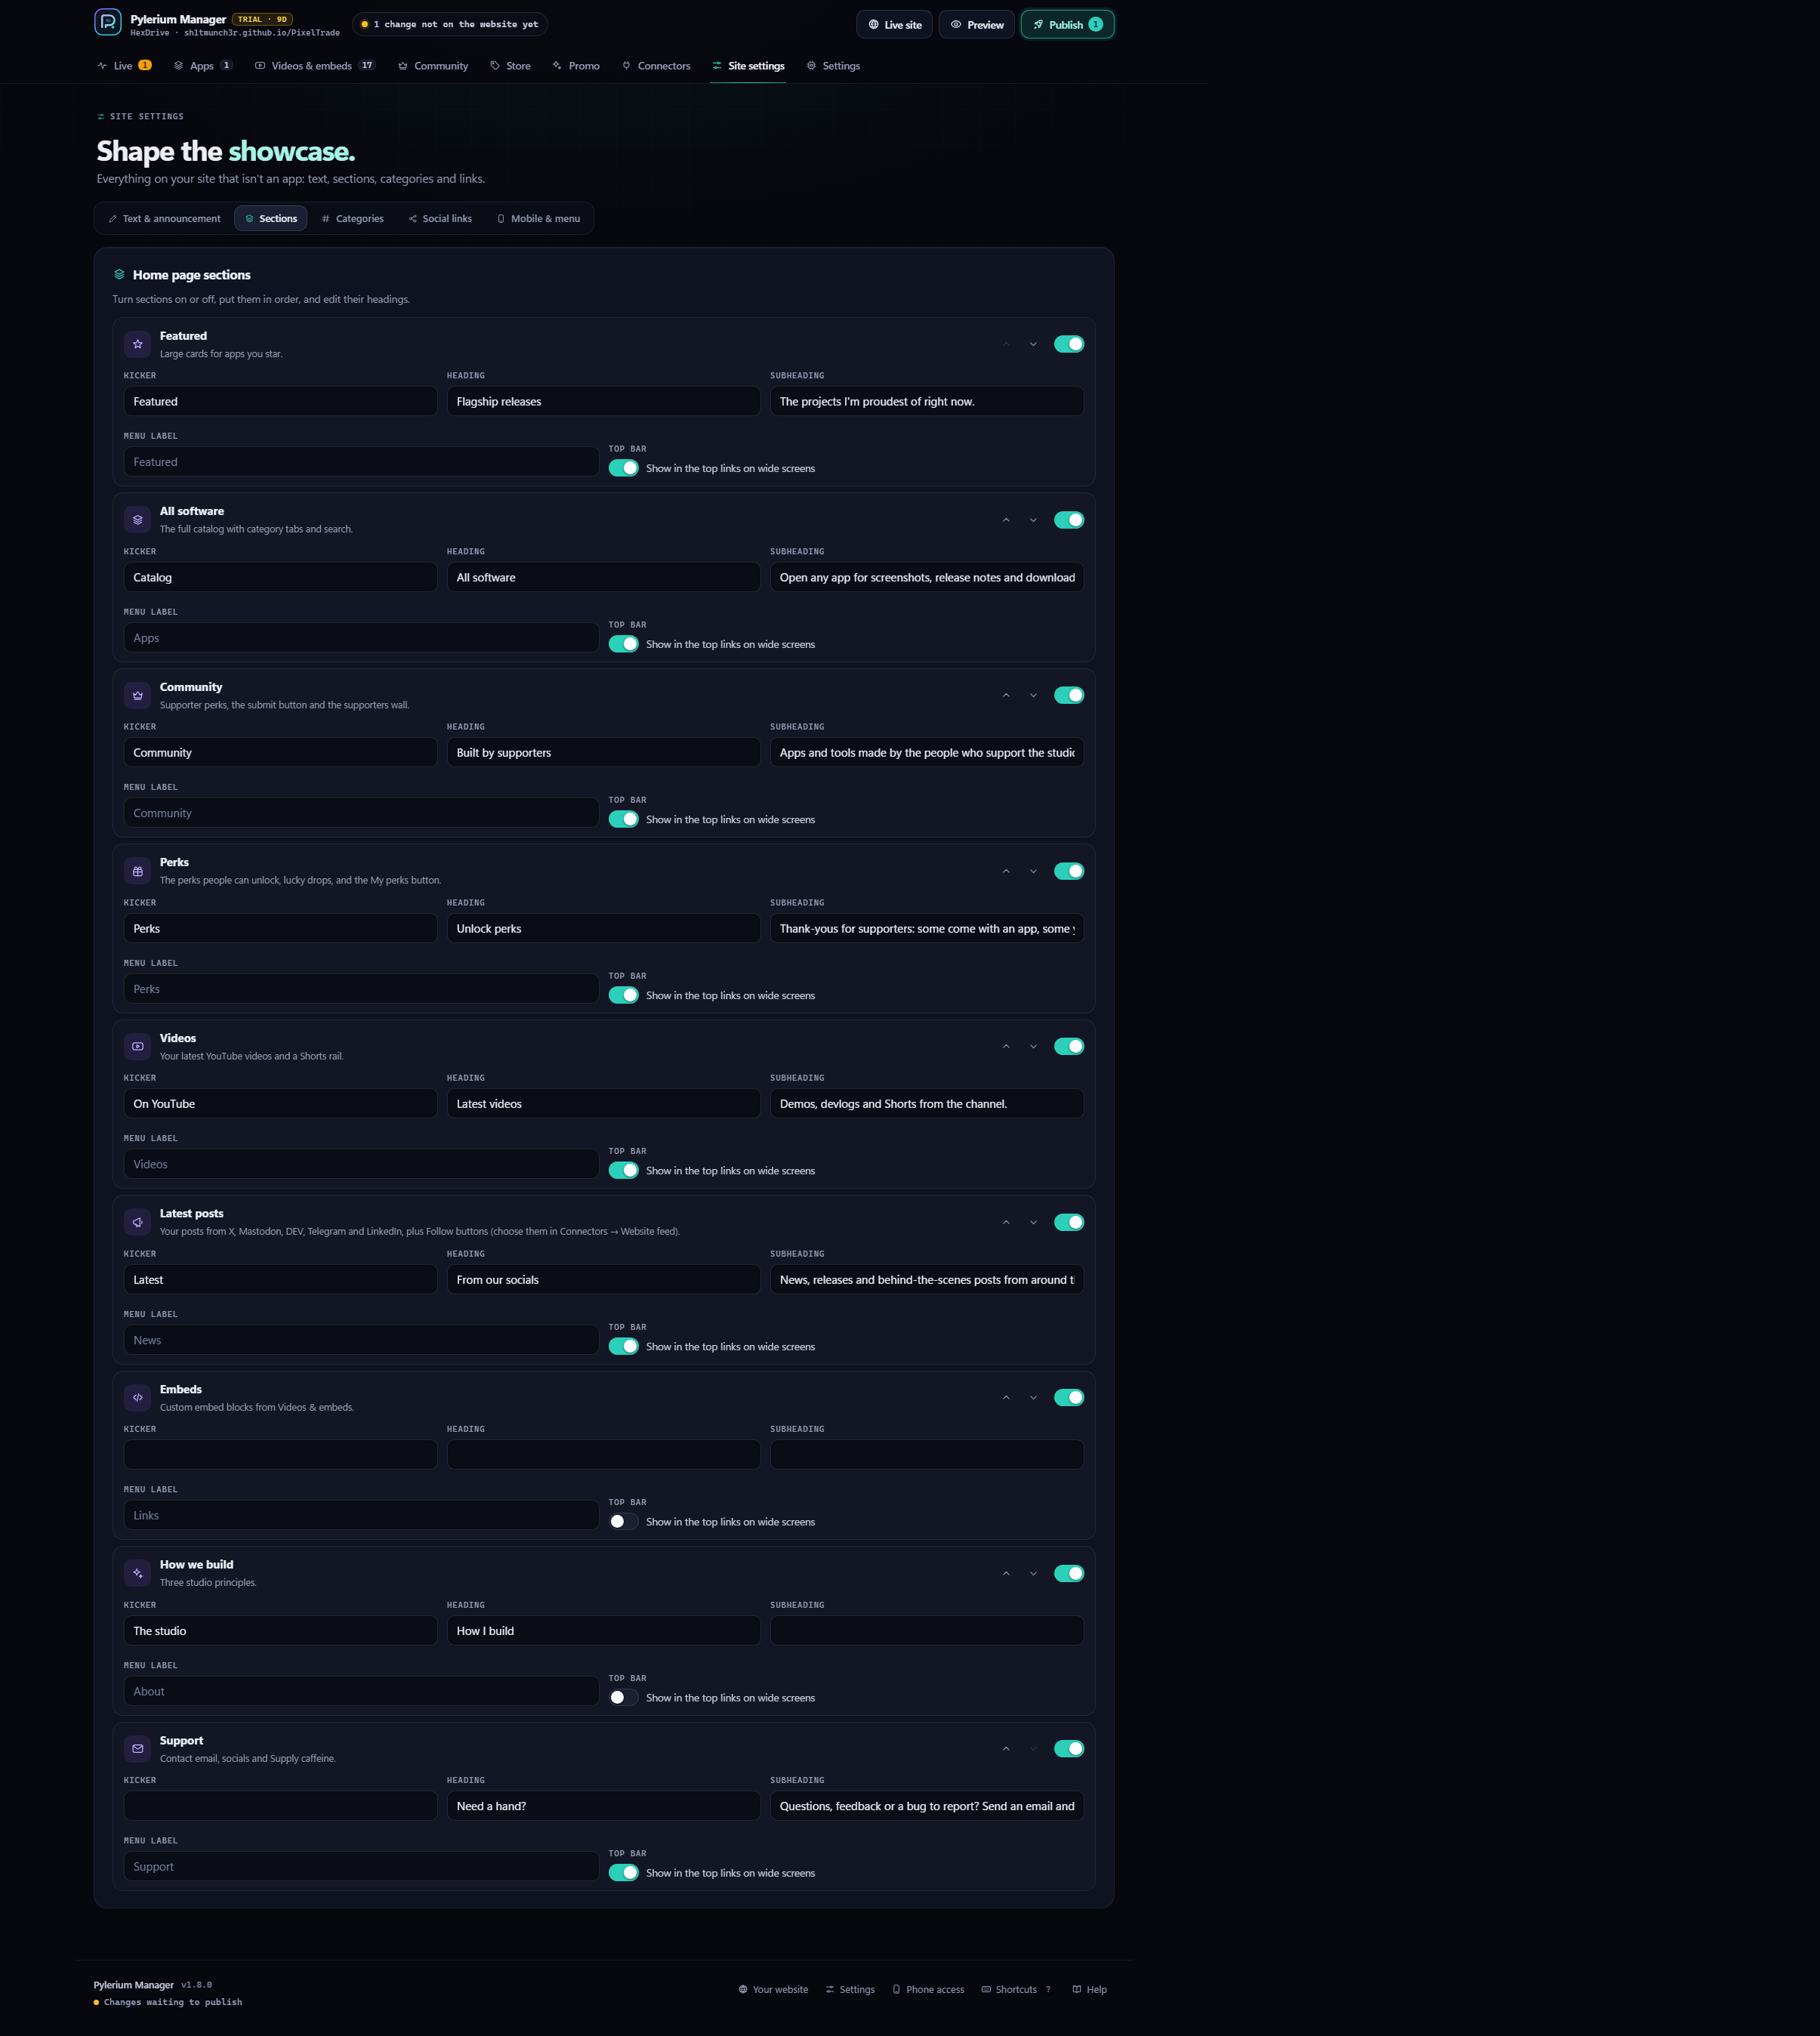 Pylerium Manager TRIAL · 9D
HexDrive · sh1tmunch3r.github.io/PixelTrade
1 change not on the website yet
Live site
Preview
Publish 1
Live 1
Apps 1
Videos & embeds 17
Community
Store
Promo
Connectors
Site settings
Settings
SITE SETTINGS
Shape the showcase.
Everything on your site that isn't an app: text, sections, categories and links.
Text & announcement
Sections
Categories
Social links
Mobile & menu
Home page sections
Turn sections on or off, put them in order, and edit their headings.
Featured
Large cards for apps you star.
KICKER HEADING SUBHEADING
Featured Flagship releases The projects I'm proudest of right now.
MENU LABEL TOP BAR
Featured Show in the top links on wide screens
All software
The full catalog with category tabs and search.
KICKER HEADING SUBHEADING
Catalog All software Open any app for screenshots, release notes and download
MENU LABEL TOP BAR
Apps Show in the top links on wide screens
Community
Supporter perks, the submit button and the supporters wall.
KICKER HEADING SUBHEADING
Community Built by supporters Apps and tools made by the people who support the studio
MENU LABEL TOP BAR
Community Show in the top links on wide screens
Perks
The perks people can unlock, lucky drops, and the My perks button.
KICKER HEADING SUBHEADING
Perks Unlock perks Thank-yous for supporters: some come with an app, some
MENU LABEL TOP BAR
Perks Show in the top links on wide screens
Videos
Your latest YouTube videos and a Shorts rail.
KICKER HEADING SUBHEADING
On YouTube Latest videos Demos, devlogs and Shorts from the channel.
MENU LABEL TOP BAR
Videos Show in the top links on wide screens
Latest posts
Your posts from X, Mastodon, DEV, Telegram and LinkedIn, plus Follow buttons (choose them in Connectors → Website feed).
KICKER HEADING SUBHEADING
Latest From our socials News, releases and behind-the-scenes posts from around
MENU LABEL TOP BAR
News Show in the top links on wide screens
Embeds
Custom embed blocks from Videos & embeds.
KICKER HEADING SUBHEADING
MENU LABEL TOP BAR
Links Show in the top links on wide screens
How we build
Three studio principles.
KICKER HEADING SUBHEADING
The studio How I build
MENU LABEL TOP BAR
About Show in the top links on wide screens
Support
Contact email, socials and Supply caffeine.
KICKER HEADING SUBHEADING
Need a hand? Questions, feedback or a bug to report? Send an email and
MENU LABEL TOP BAR
Support Show in the top links on wide screens
Pylerium Manager v1.8.0
Changes waiting to publish
Your website
Settings
Phone access
Shortcuts ?
Help